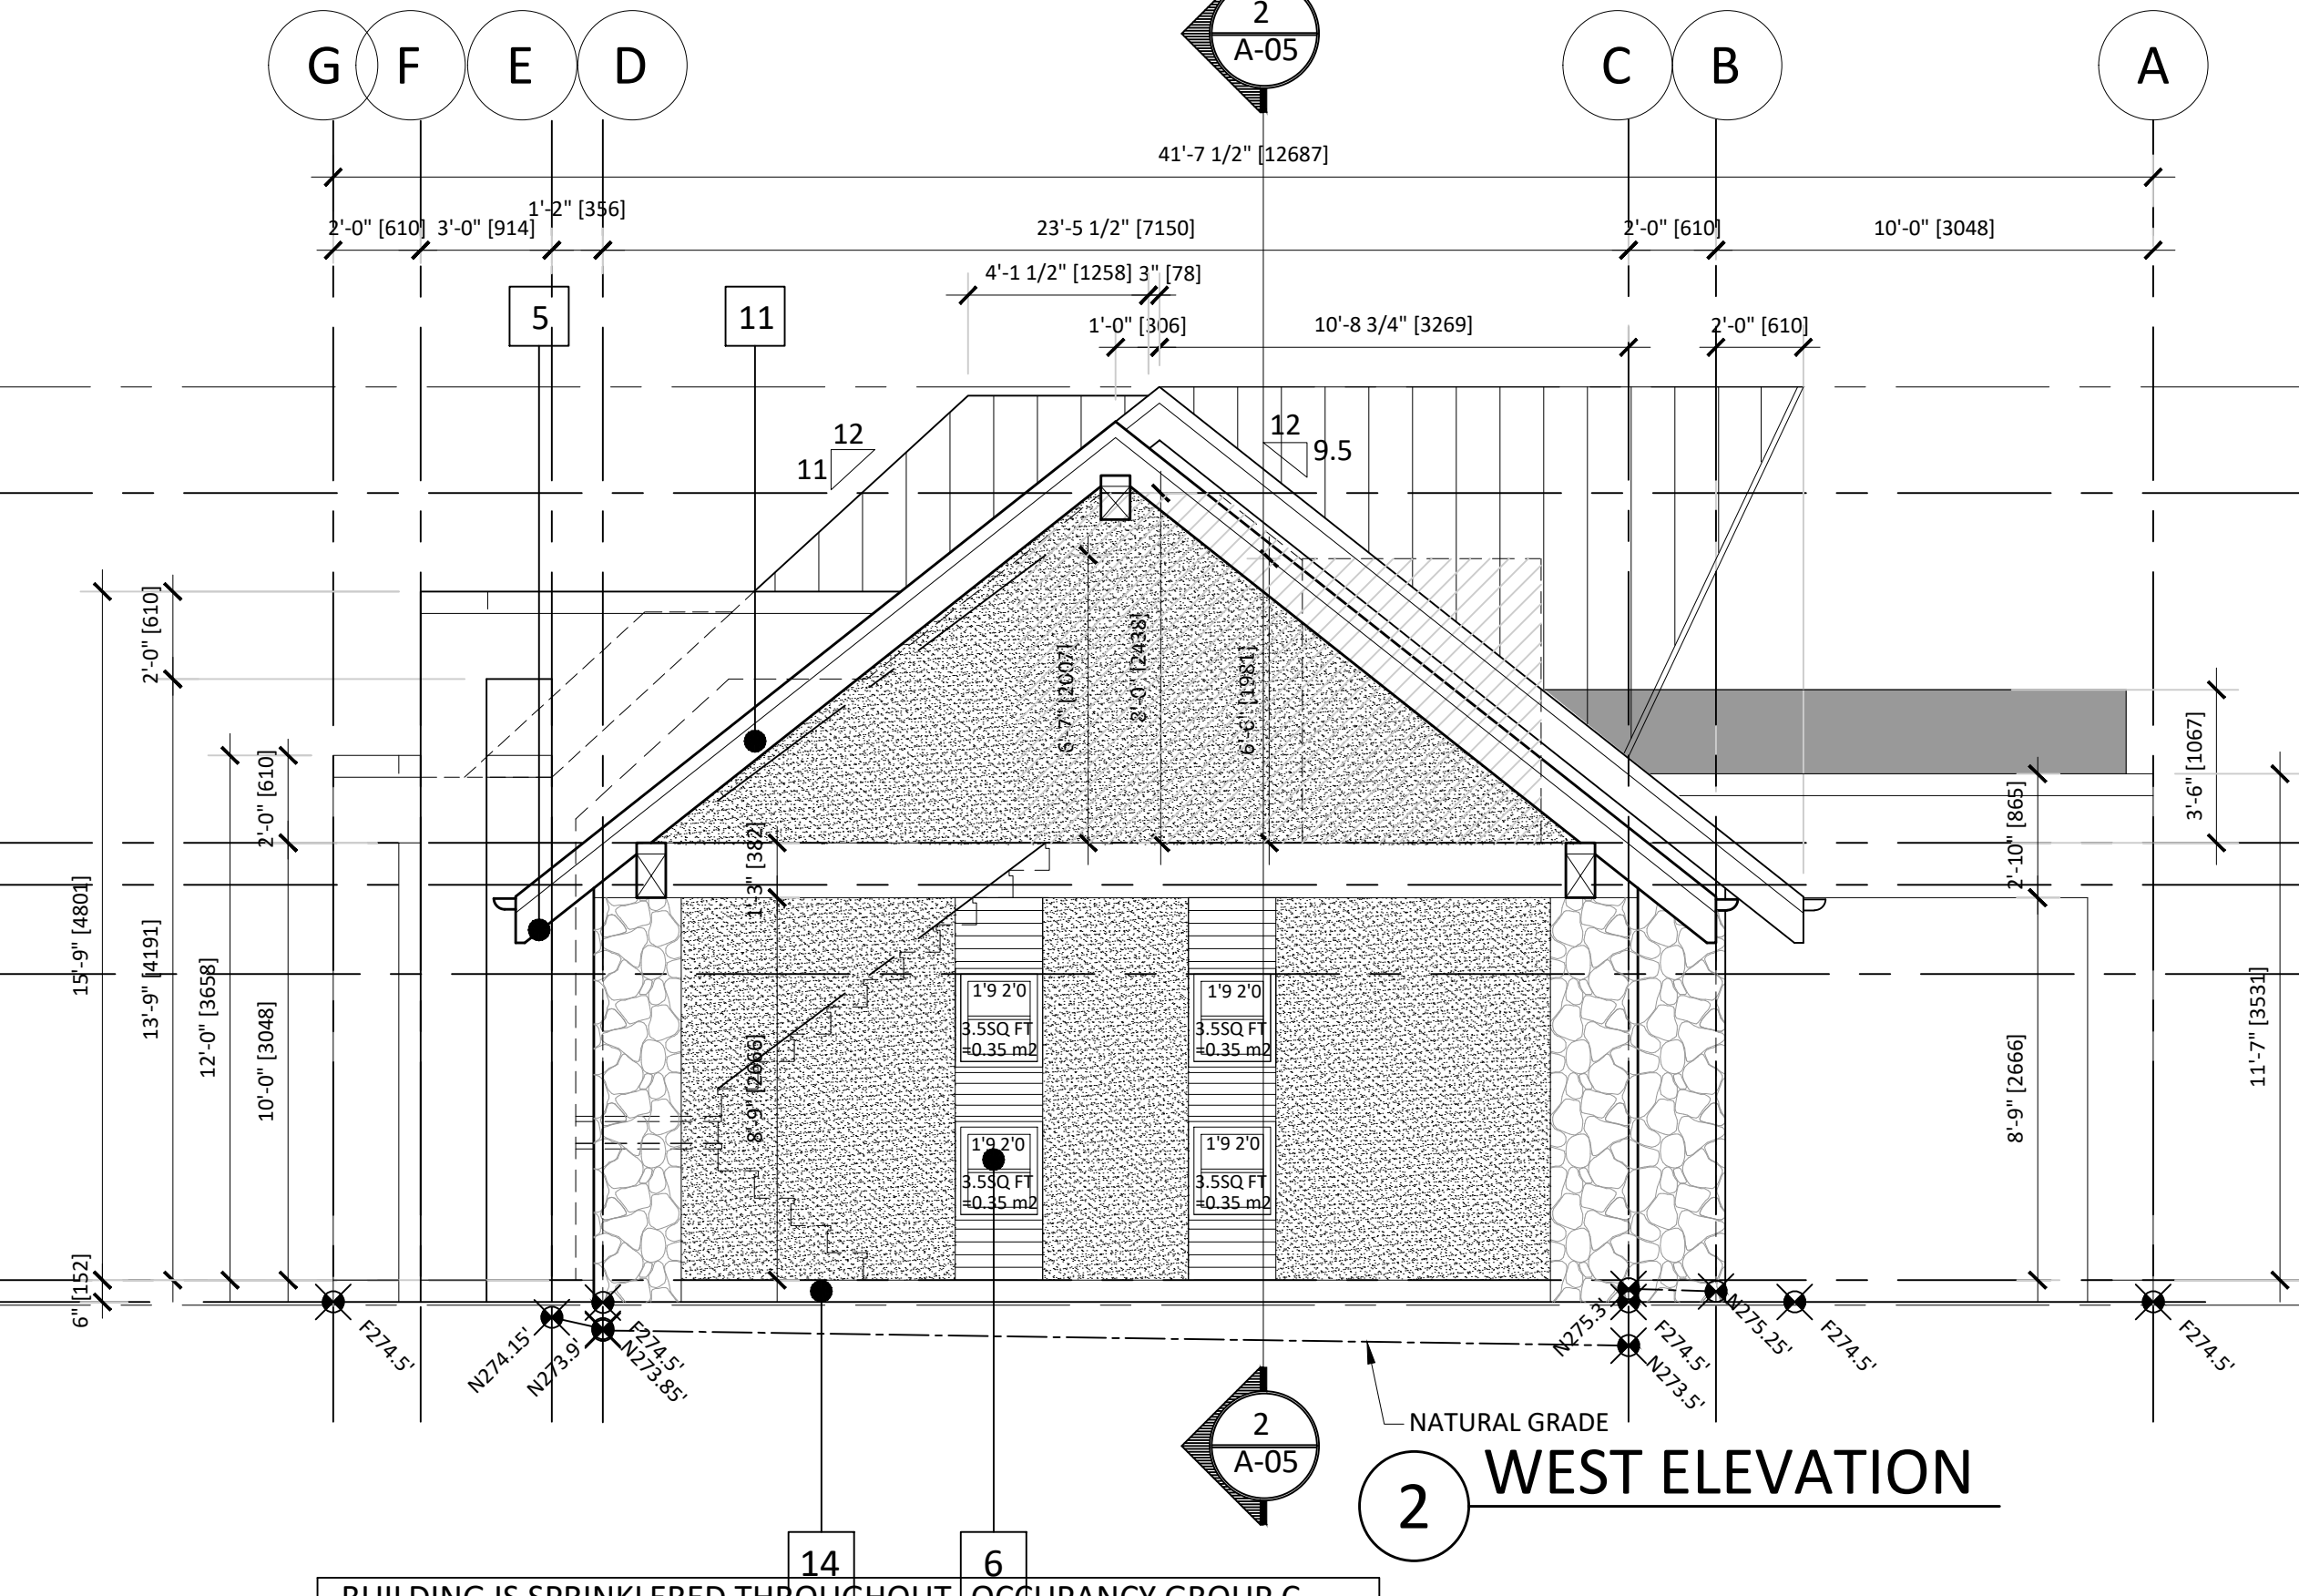 2
A-05
G F E D C B A
41'-7 1/2" [12687]
1'-2" [356]
2'-0" [610] 3'-0" [914] 23'-5 1/2" [7150] 2'-0" [610] 10'-0" [3048]
4'-1 1/2" [1258] 3" [78]
5 11 1'-0" [306] 10'-8 3/4" [3269] 2'-0" [610]
12
11
12
9.5
2'-0" [610]
2'-0" [610]
6'-7" [2007]
8'-0" [2438]
6'-6" [1981]
3'-6" [1067]
2'-10" [865]
1'-3" [382]
15'-9" [4801]
13'-9" [4191]
12'-0" [3658]
10'-0" [3048]
8'-9" [2666]
8'-9" [2666]
11'-7" [3531]
6" [152]
1'9 2'0
3.5SQ FT
=0.35 m2
1'9 2'0
3.5SQ FT
=0.35 m2
1'9 2'0
3.5SQ FT
=0.35 m2
1'9 2'0
3.5SQ FT
=0.35 m2
F274.5'
N274.15'
N273.9'
F274.5'
N273.85'
N275.3'
F274.5'
N273.5'
N275.25'
F274.5'
F274.5'
NATURAL GRADE
2
A-05
2 WEST ELEVATION
14 6
BUILDING IS SPRINKLERED THROUGHOUT, OCCUPANCY GROUP C